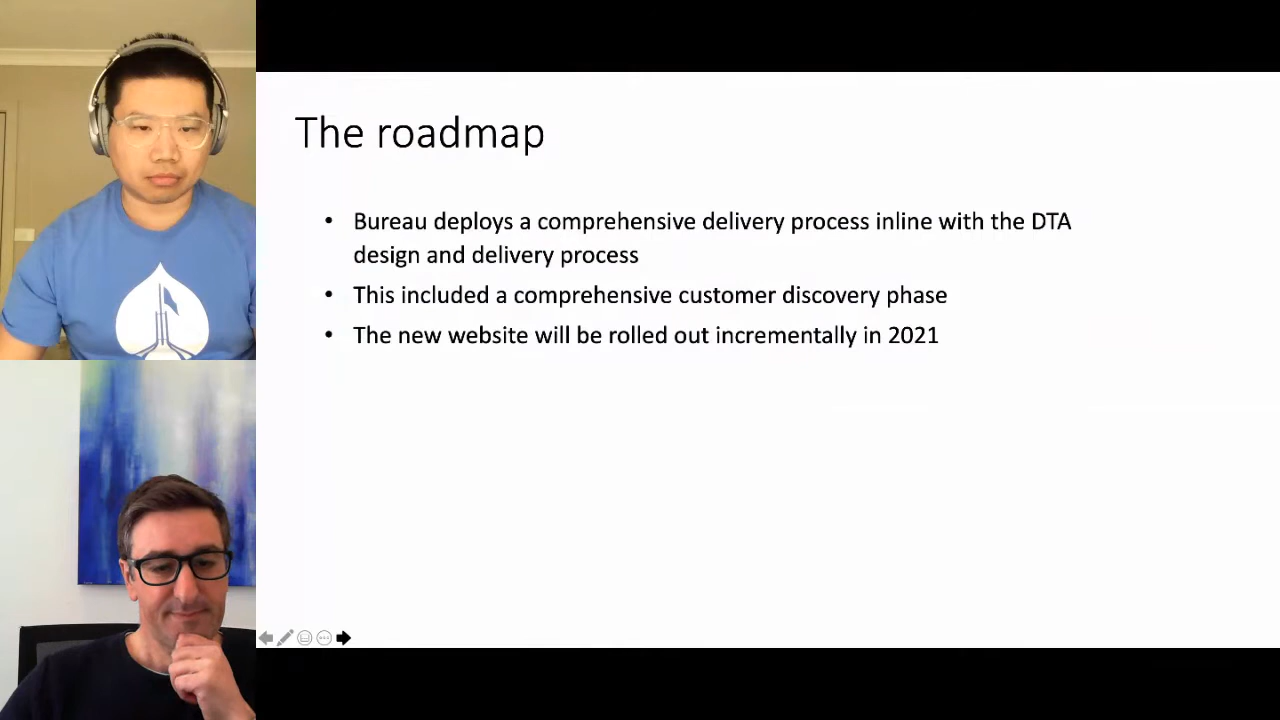 The roadmap
• Bureau deploys a comprehensive delivery process inline with the DTA
design and delivery process
• This included a comprehensive customer discovery phase
• The new website will be rolled out incrementally in 2021